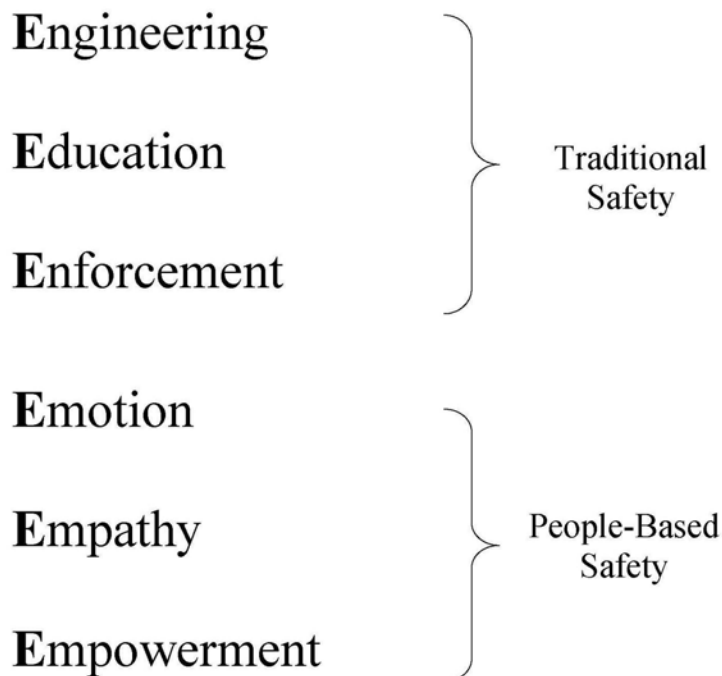 Engineering
Education
Traditional
Safety
Enforcement
Emotion
Empathy
People-Based
Safety
Empowerment